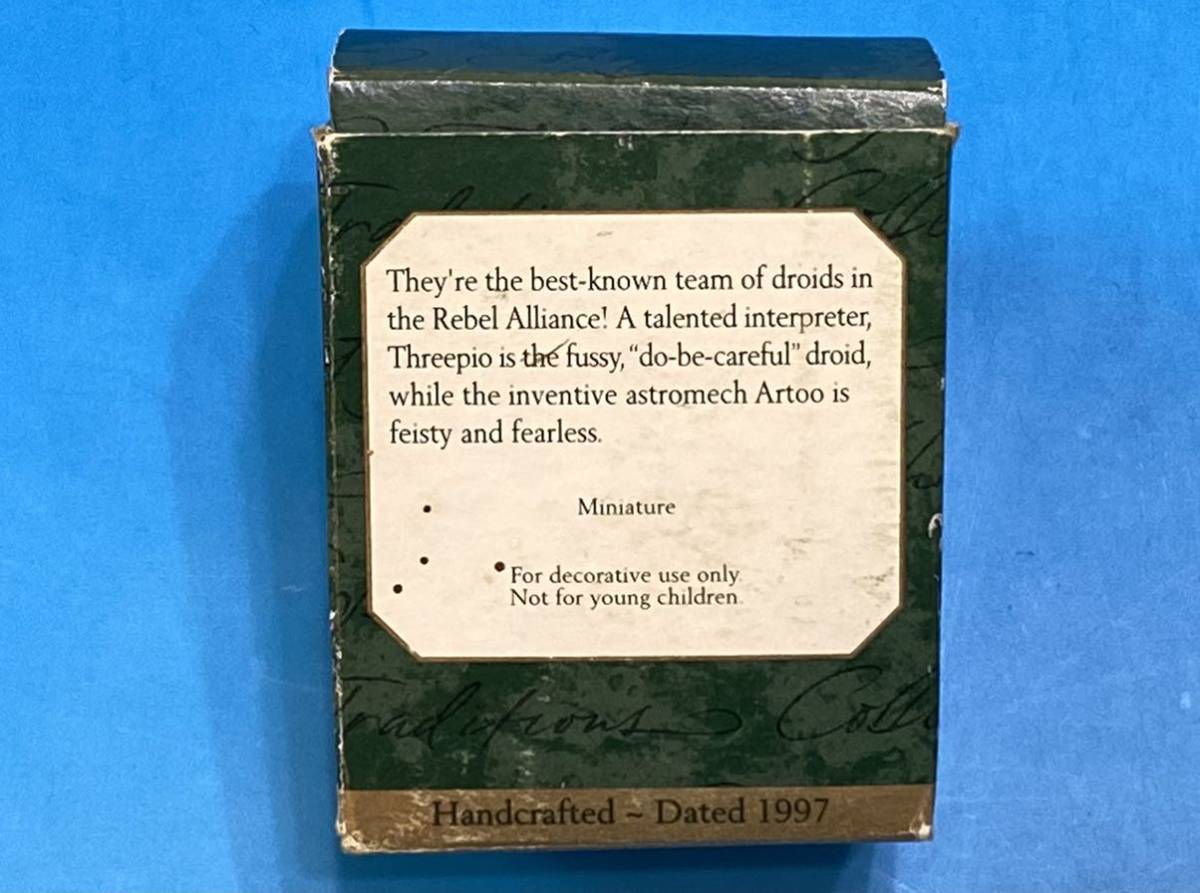 They're the best-known team of droids in
the Rebel Alliance! A talented interpreter,
Threepio is the fussy, “do-be-careful” droid,
while the inventive astromech Artoo is
feisty and fearless.
Miniature
For decorative use only.
Not for young children.
Traditions
Handcrafted ~ Dated 1997